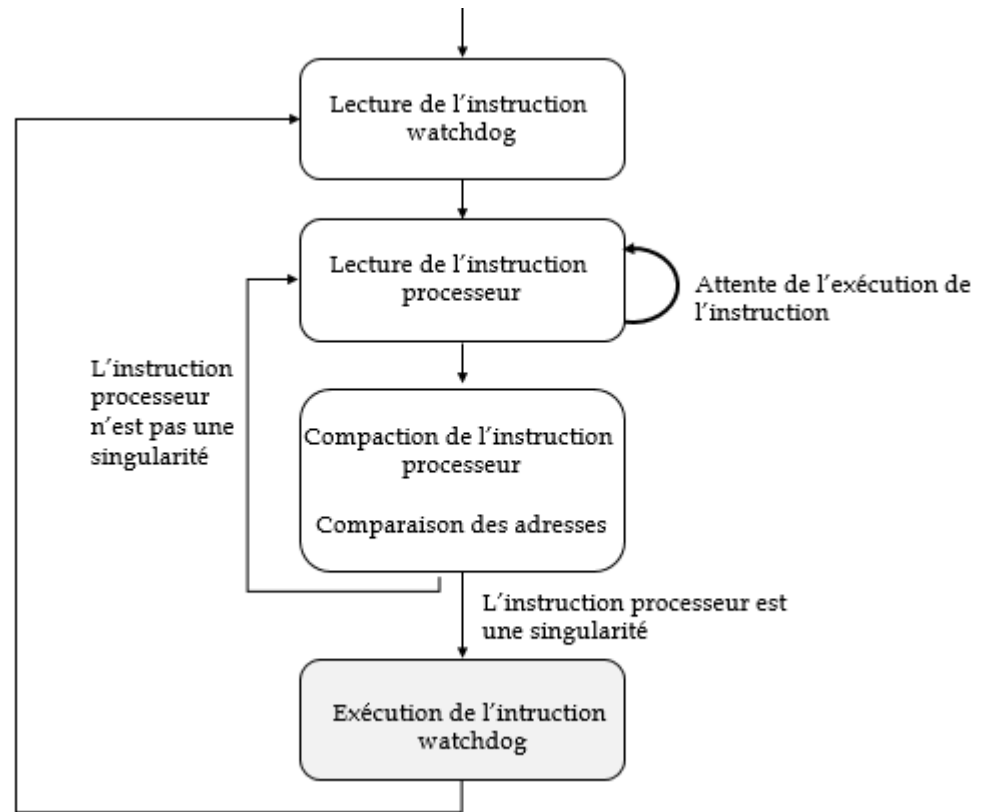 Lecture de l'instruction
watchdog
Lecture de l'instruction
processeur
Attente de l'exécution de
l'instruction
L'instruction
processeur
n'est pas une
singularité
Compaction de l'instruction
processeur
Comparaison des adresses
L'instruction processeur est
une singularité
Exécution de l'intruction
watchdog